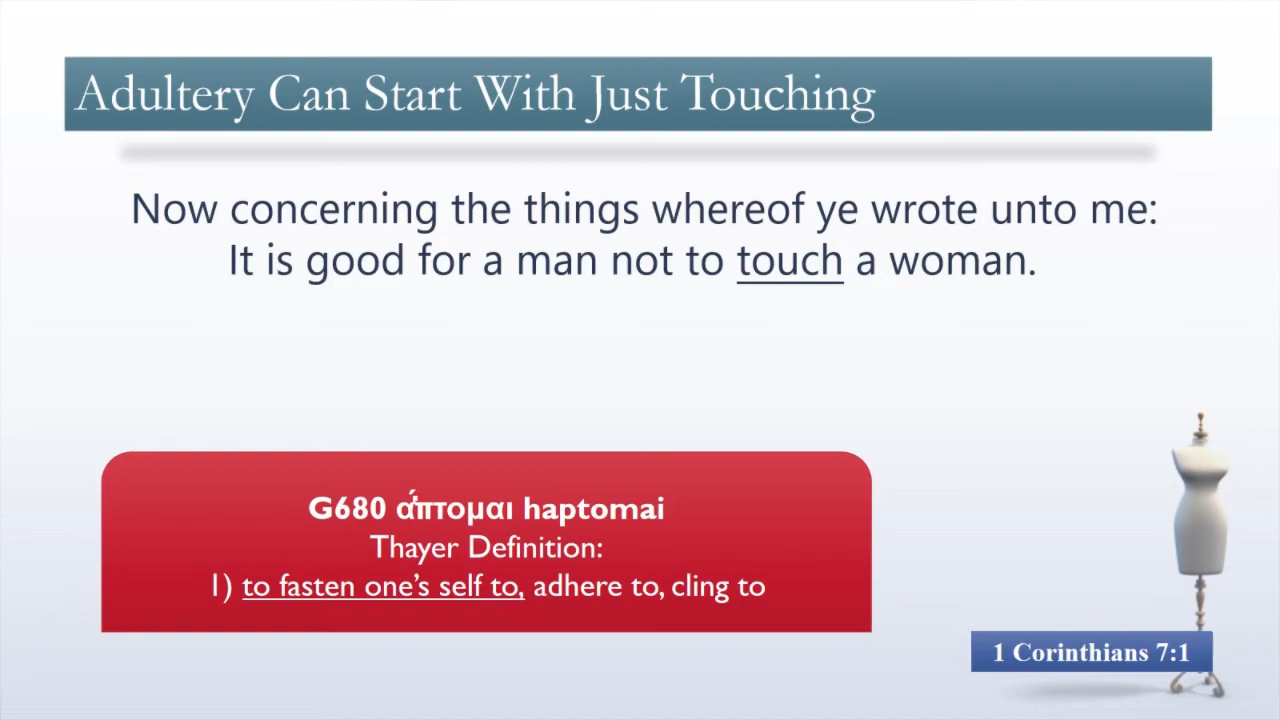 Adultery Can Start With Just Touching
Now concerning the things whereof ye wrote unto me:
It is good for a man not to touch a woman.
G680 ἅπτομαι haptomai
Thayer Definition:
1) to fasten one’s self to, adhere to, cling to
1 Corinthians 7:1